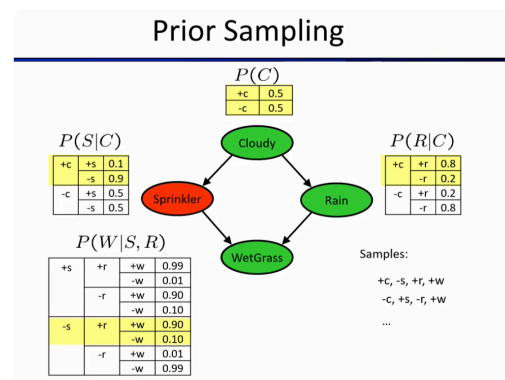 Prior Sampling
P(C)
+c 0.5
-c 0.5
P(S|C)
+c +s 0.1
-s 0.9
-c +s 0.5
-s 0.5
Cloudy
P(R|C)
+c +r 0.8
-r 0.2
-c +r 0.2
-r 0.8
Sprinkler
Rain
P(W|S, R)
+s +r +w 0.99
-w 0.01
-r +w 0.90
-w 0.10
-s +r +w 0.90
-w 0.10
-r +w 0.01
-w 0.99
WetGrass
Samples:
+c, -s, +r, +w
-c, +s, -r, +w
...